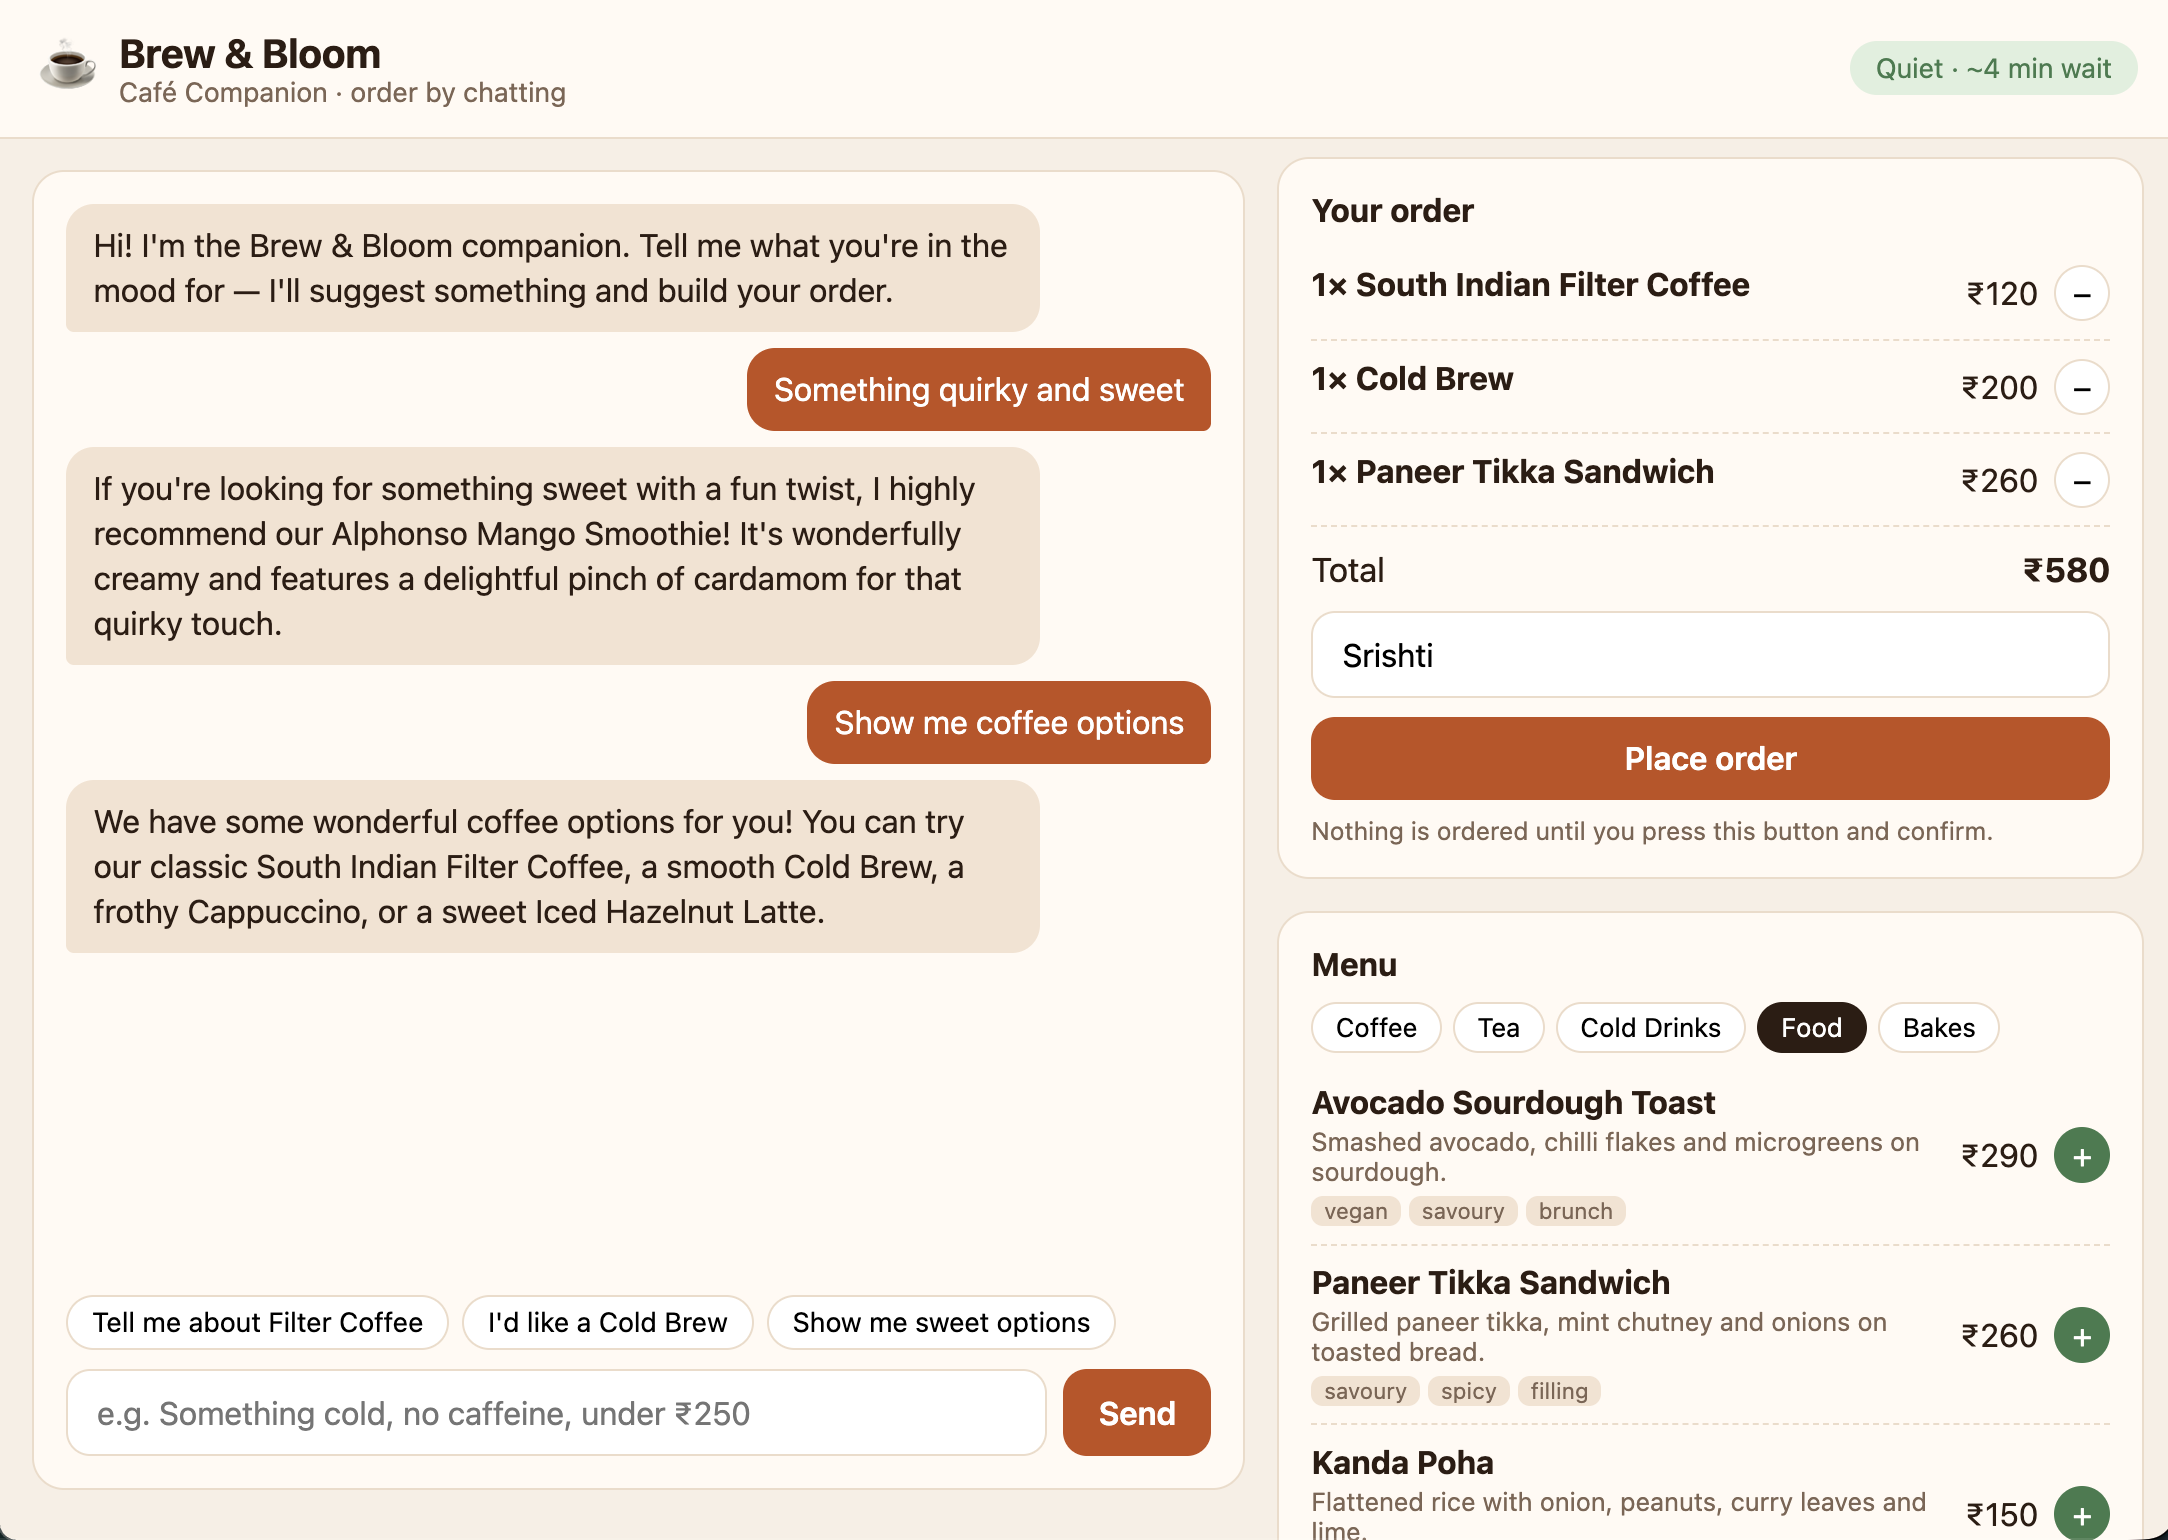 Brew & Bloom
Café Companion · order by chatting
Quiet · ~4 min wait
Hi! I'm the Brew & Bloom companion. Tell me what you're in the
mood for — I'll suggest something and build your order.
Something quirky and sweet
If you're looking for something sweet with a fun twist, I highly
recommend our Alphonso Mango Smoothie! It's wonderfully
creamy and features a delightful pinch of cardamom for that
quirky touch.
Show me coffee options
We have some wonderful coffee options for you! You can try
our classic South Indian Filter Coffee, a smooth Cold Brew, a
frothy Cappuccino, or a sweet Iced Hazelnut Latte.
Tell me about Filter Coffee
I'd like a Cold Brew
Show me sweet options
e.g. Something cold, no caffeine, under ₹250
Send
Your order
1× South Indian Filter Coffee ₹120 −
1× Cold Brew ₹200 −
1× Paneer Tikka Sandwich ₹260 −
Total ₹580
Srishti
Place order
Nothing is ordered until you press this button and confirm.
Menu
Coffee Tea Cold Drinks Food Bakes
Avocado Sourdough Toast
Smashed avocado, chilli flakes and microgreens on
sourdough.
₹290 +
vegan savoury brunch
Paneer Tikka Sandwich
Grilled paneer tikka, mint chutney and onions on
toasted bread.
₹260 +
savoury spicy filling
Kanda Poha
Flattened rice with onion, peanuts, curry leaves and
lime.
₹150 +